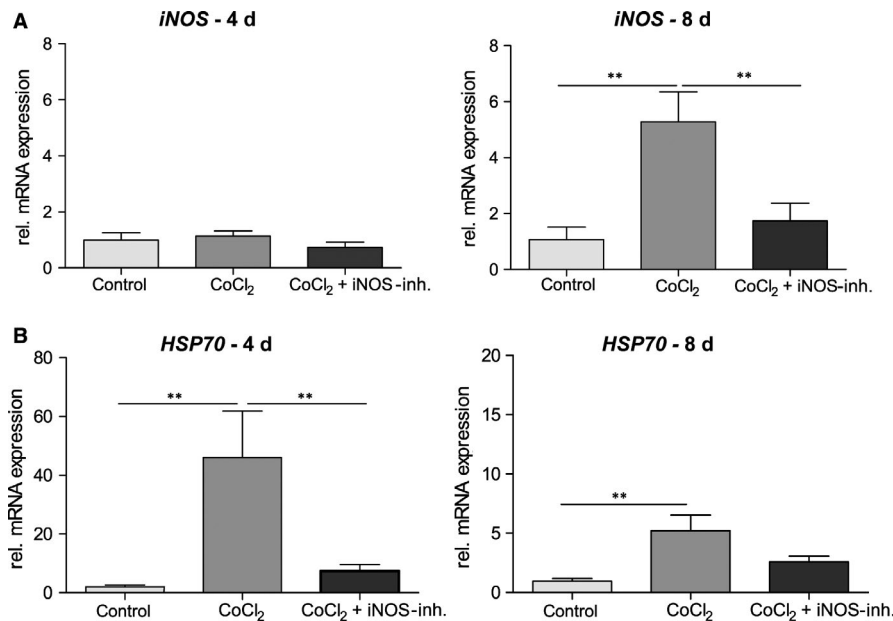 A
iNOS - 4 d
rel. mRNA expression
8
6
4
2
0
Control
CoCl2
CoCl2 + iNOS-inh.
iNOS - 8 d
rel. mRNA expression
8
6
4
2
0
**
**
Control
CoCl2
CoCl2 + iNOS-inh.
B
HSP70 - 4 d
rel. mRNA expression
80
60
40
20
0
**
**
Control
CoCl2
CoCl2 + iNOS-inh.
HSP70 - 8 d
rel. mRNA expression
20
15
10
5
0
**
Control
CoCl2
CoCl2 + iNOS-inh.